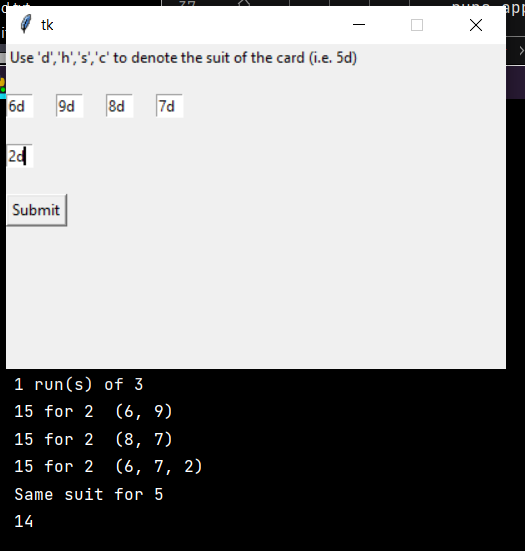 tk
Use 'd','h','s','c' to denote the suit of the card (i.e. 5d)
6d 9d 8d 7d
2d
Submit
1 run(s) of 3
15 for 2  (6, 9)
15 for 2  (8, 7)
15 for 2  (6, 7, 2)
Same suit for 5
14